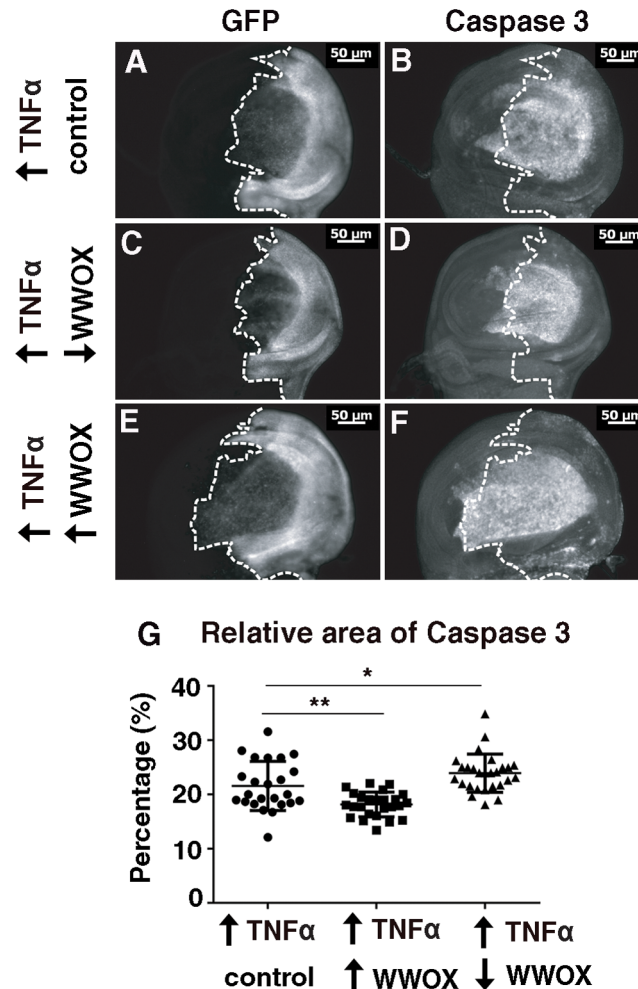 GFP Caspase 3
↑ TNFα
control
A 50 µm
B 50 µm
↑ TNFα
↓ WWOX
C 50 µm
D 50 µm
↑ TNFα
↑ WWOX
E 50 µm
F 50 µm
G Relative area of Caspase 3
Percentage (%)
40
30
20
10
0
*
**
↑ TNFα ↑ TNFα ↑ TNFα
control ↑ WWOX ↓ WWOX